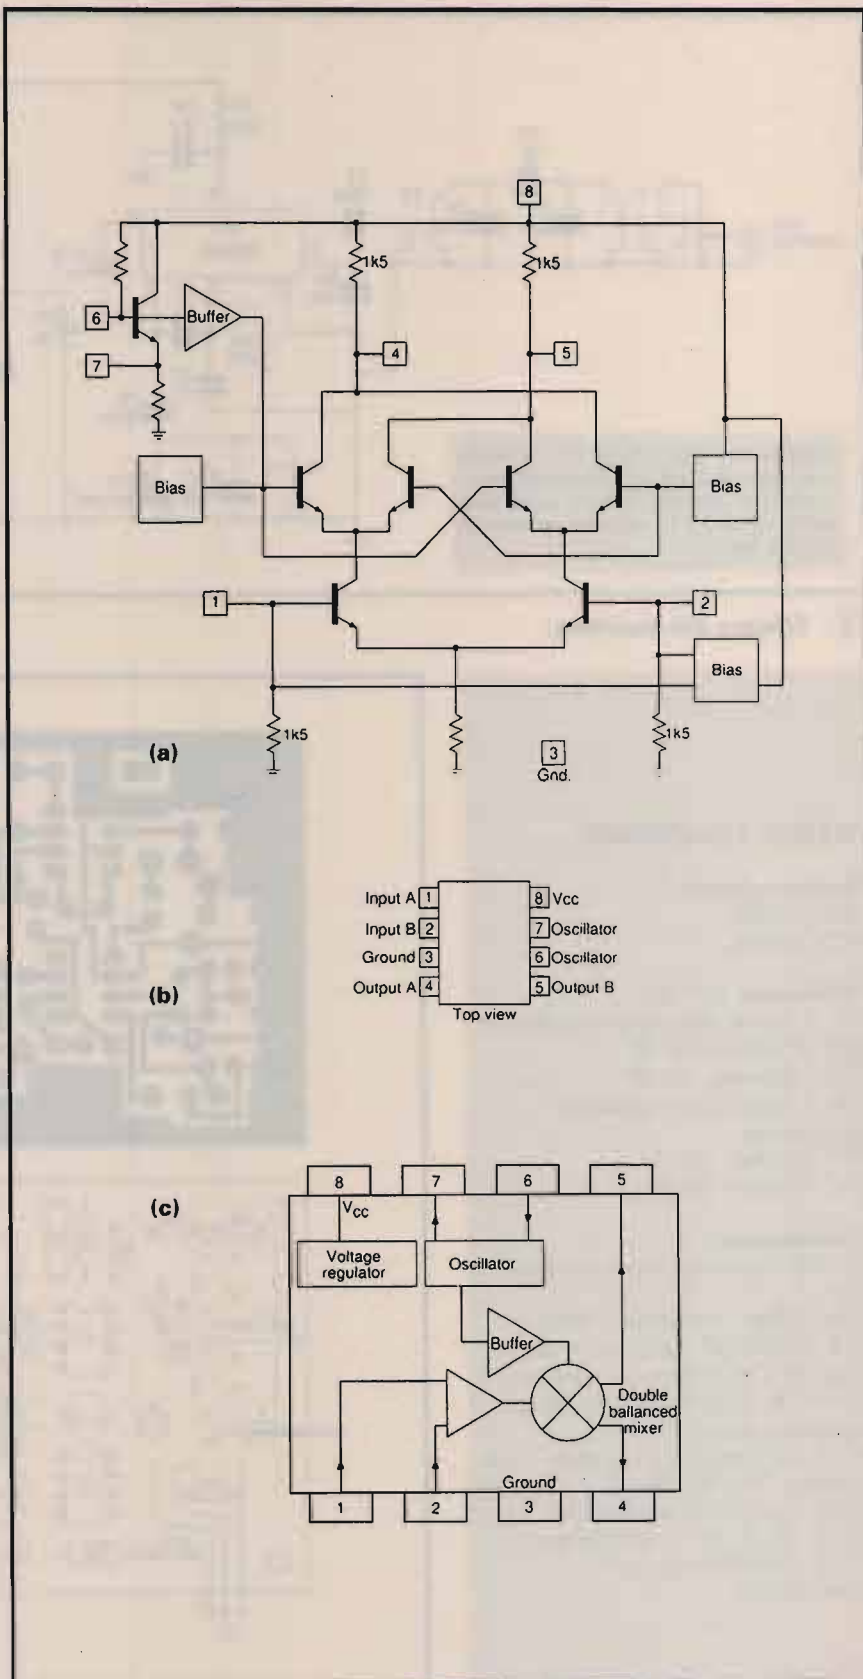 8
1k5
1k5
6
Buffer
7
4
5
Bias
Bias
1
2
Bias
1k5
1k5
(a)
3
Gnd.
Input A 1
8 Vcc
Input B 2
7 Oscillator
Ground 3
6 Oscillator
Output A 4
5 Output B
(b)
Top view
(c)
8
7
6
5
VCC
Voltage
regulator
Oscillator
Buffer
Double
ballanced
mixer
Ground
1
2
3
4